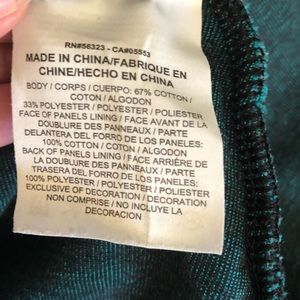 RN#56323 - CA#05553
MADE IN CHINA/FABRIQUE EN
CHINE/HECHO EN CHINA
BODY / CORPS / CUERPO: 67% COTTON /
COTON / ALGODON
33% POLYESTER / POLYESTER / POLIESTER
FACE OF PANELS LINING / FACE AVANT DE LA
DOUBLURE DES PANNEAUX / PARTE
DELANTERA DEL FORRO DE LOS PANELES:
100% COTTON / COTON / ALGODON
BACK OF PANELS LINING / FACE ARRIÈRE DE
LA DOUBLURE DES PANNEAUX / PARTE
TRASERA DEL FORRO DE LOS PANELES:
100% POLYESTER / POLYESTER / POLIESTER
EXCLUSIVE OF DECORATION / DECORATION
NON COMPRISE / NO INCLUYE LA
DECORACION